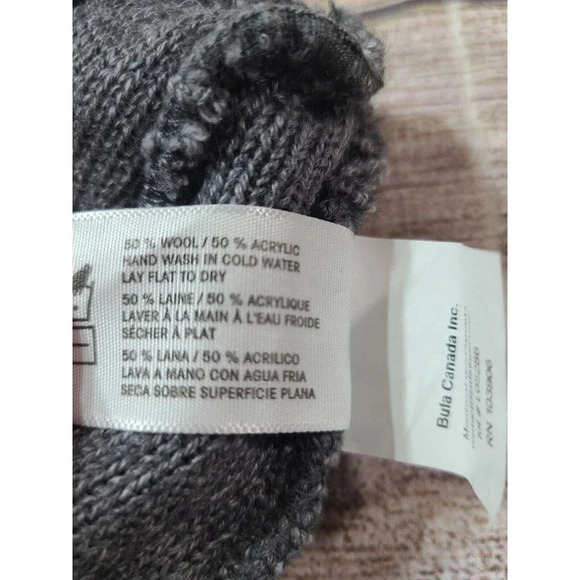 50 % WOOL / 50 % ACRYLIC
HAND WASH IN COLD WATER
LAY FLAT TO DRY
50 % LAINE / 50 % ACRYLIQUE
LAVER À LA MAIN À L'EAU FROIDE
SÉCHER À PLAT
50 % LANA / 50 % ACRILICO
LAVA A MANO CON AGUA FRIA
SECA SOBRE SUPERFICIE PLANA
Bula Canada Inc.
RN 103906